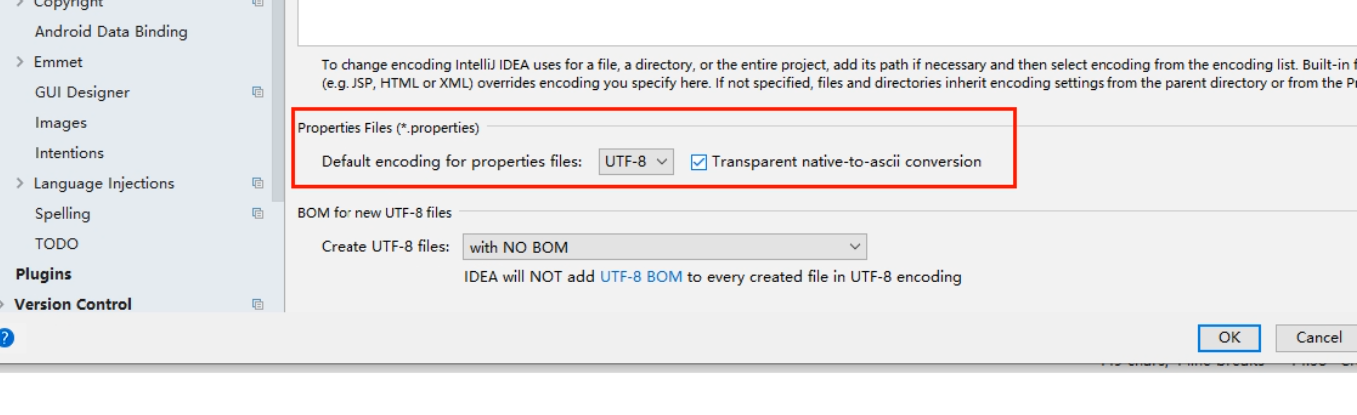 Copyright
Android Data Binding
Emmet
GUI Designer
Images
Intentions
Language Injections
Spelling
TODO
Plugins
Version Control
To change encoding IntelliJ IDEA uses for a file, a directory, or the entire project, add its path if necessary and then select encoding from the encoding list. Built-in
(e.g. JSP, HTML or XML) overrides encoding you specify here. If not specified, files and directories inherit encoding settings from the parent directory or from the
Properties Files (*.properties)
Default encoding for properties files: UTF-8 Transparent native-to-ascii conversion
BOM for new UTF-8 files
Create UTF-8 files: with NO BOM
IDEA will NOT add UTF-8 BOM to every created file in UTF-8 encoding
? OK Cancel